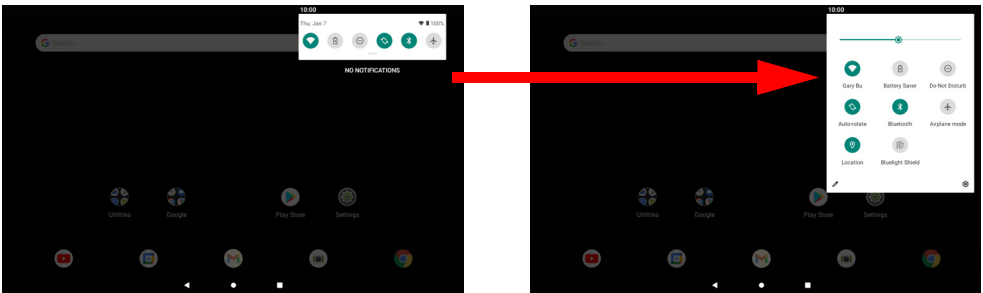 10:00
Thu, Jan 7
100%
G Search...
NO NOTIFICATIONS
Utilities
Google
Play Store
Settings
10:00
G Search...
Gary Bu
Battery Saver
Do Not Disturb
Auto-rotate
Bluetooth
Airplane mode
Location
Bluelight Shield
Utilities
Google
Play Store
Settings